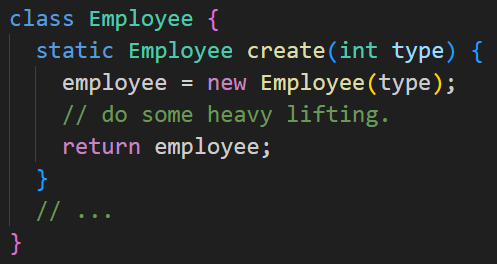 class Employee {
  static Employee create(int type) {
    employee = new Employee(type);
    // do some heavy lifting.
    return employee;
  }
  // ...
}